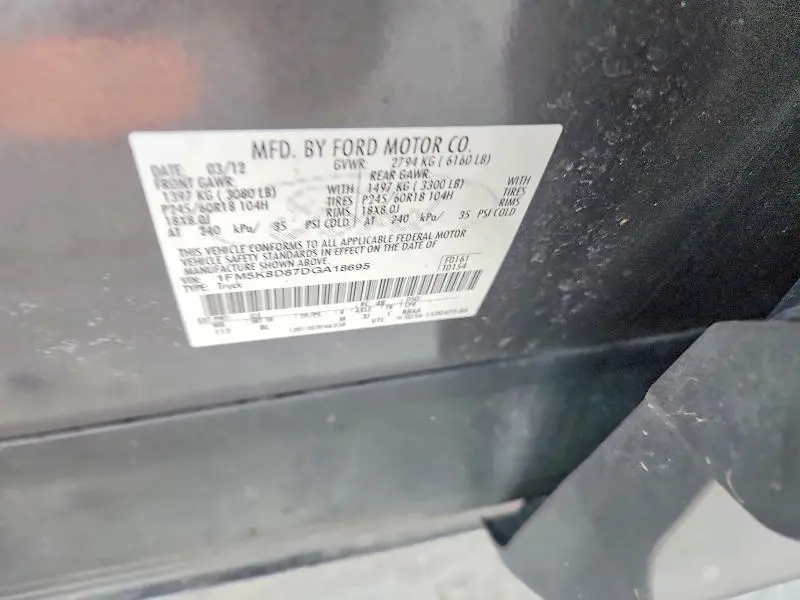 MFD. BY FORD MOTOR CO.
DATE: 03/12 GVWR: 2794 KG ( 6160 LB)
FRONT GAWR: REAR GAWR:
1397 KG ( 3080 LB) WITH 1497 KG ( 3300 LB) WITH
P245/60R18 104H TIRES P245/60R18 104H TIRES
18X8.0J RIMS 18X8.0J RIMS
AT 240 kPa/ 35 PSI COLD AT 240 kPa/ 35 PSI COLD
THIS VEHICLE CONFORMS TO ALL APPLICABLE FEDERAL MOTOR
VEHICLE SAFETY STANDARDS IN EFFECT ON THE DATE OF
MANUFACTURE SHOWN ABOVE.
VIN: 1FM5K8D87DGA18695 FD161
TYPE: Truck TD154